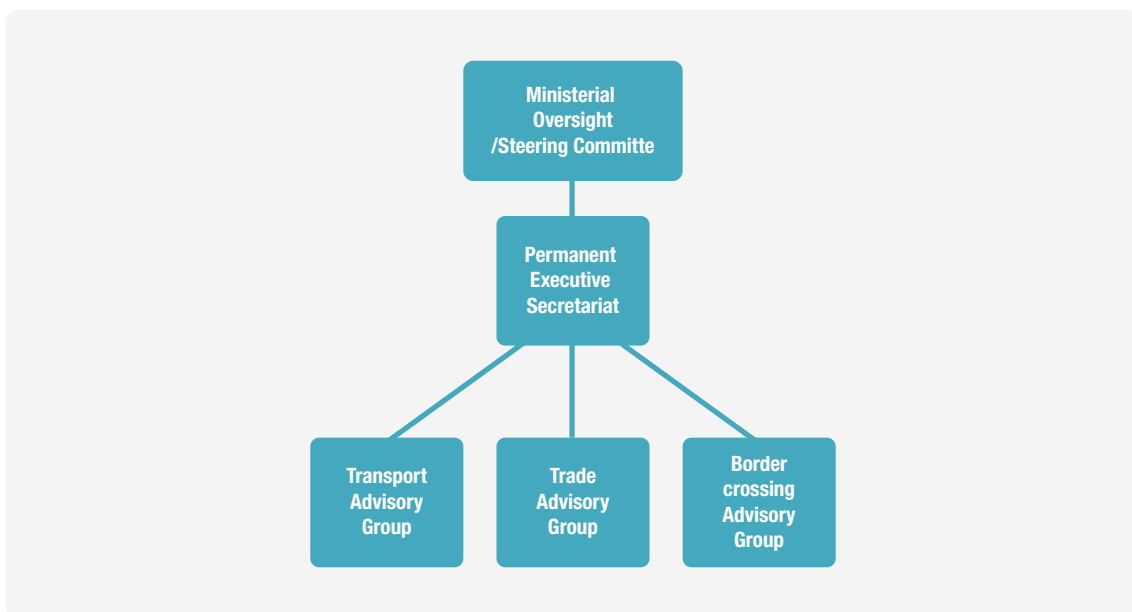 Ministerial
Oversight
/Steering Committe
Permanent
Executive
Secretariat
Transport
Advisory
Group
Trade
Advisory
Group
Border
crossing
Advisory
Group